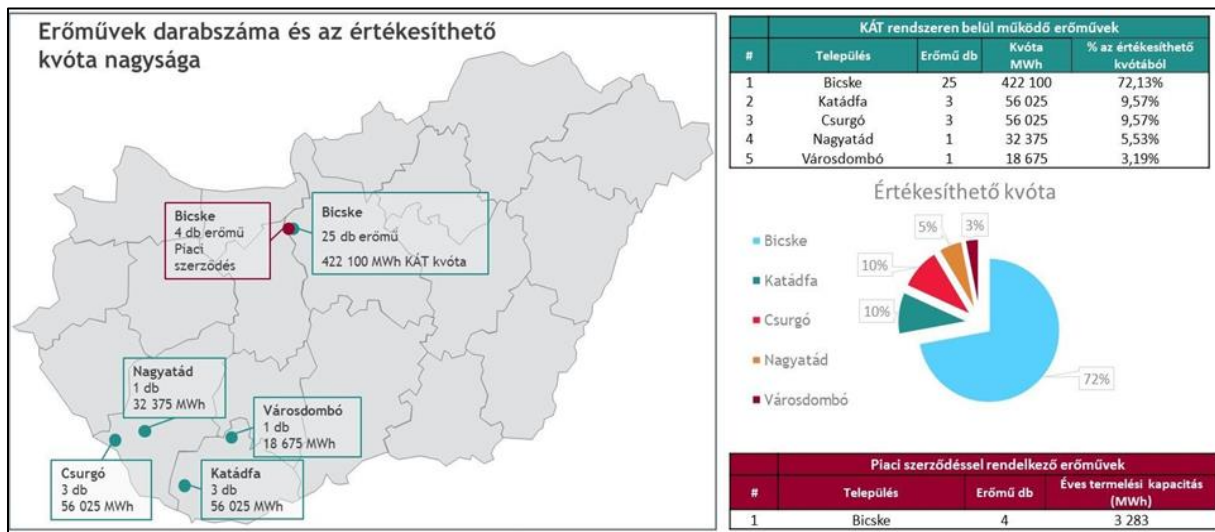 Erőművek darabszáma és az értékesíthető
kvóta nagysága
Bicske
4 db erőmű
Piaci
szerződés
Bicske
25 db erőmű
422 100 MWh KÁT kvóta
Nagyatád
1 db
32 375 MWh
Városdombó
1 db
18 675 MWh
Csurgó
3 db
56 025 MWh
Katádfa
3 db
56 025 MWh
KÁT rendszeren belül működő erőművek
# Település Erőmű db Kvóta MWh % az értékesíthető kvótából
1 Bicske 25 422 100 72,13%
2 Katádfa 3 56 025 9,57%
3 Csurgó 3 56 025 9,57%
4 Nagyatád 1 32 375 5,53%
5 Városdombó 1 18 675 3,19%
Értékesíthető kvóta
Bicske
Katádfa
Csurgó
Nagyatád
Városdombó
5%
3%
10%
10%
72%
Piaci szerződéssel rendelkező erőművek
# Település Erőmű db Éves termelési kapacitás (MWh)
1 Bicske 4 3 283